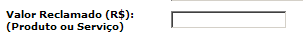 Valor Reclamado (R$):
(Produto ou Serviço)